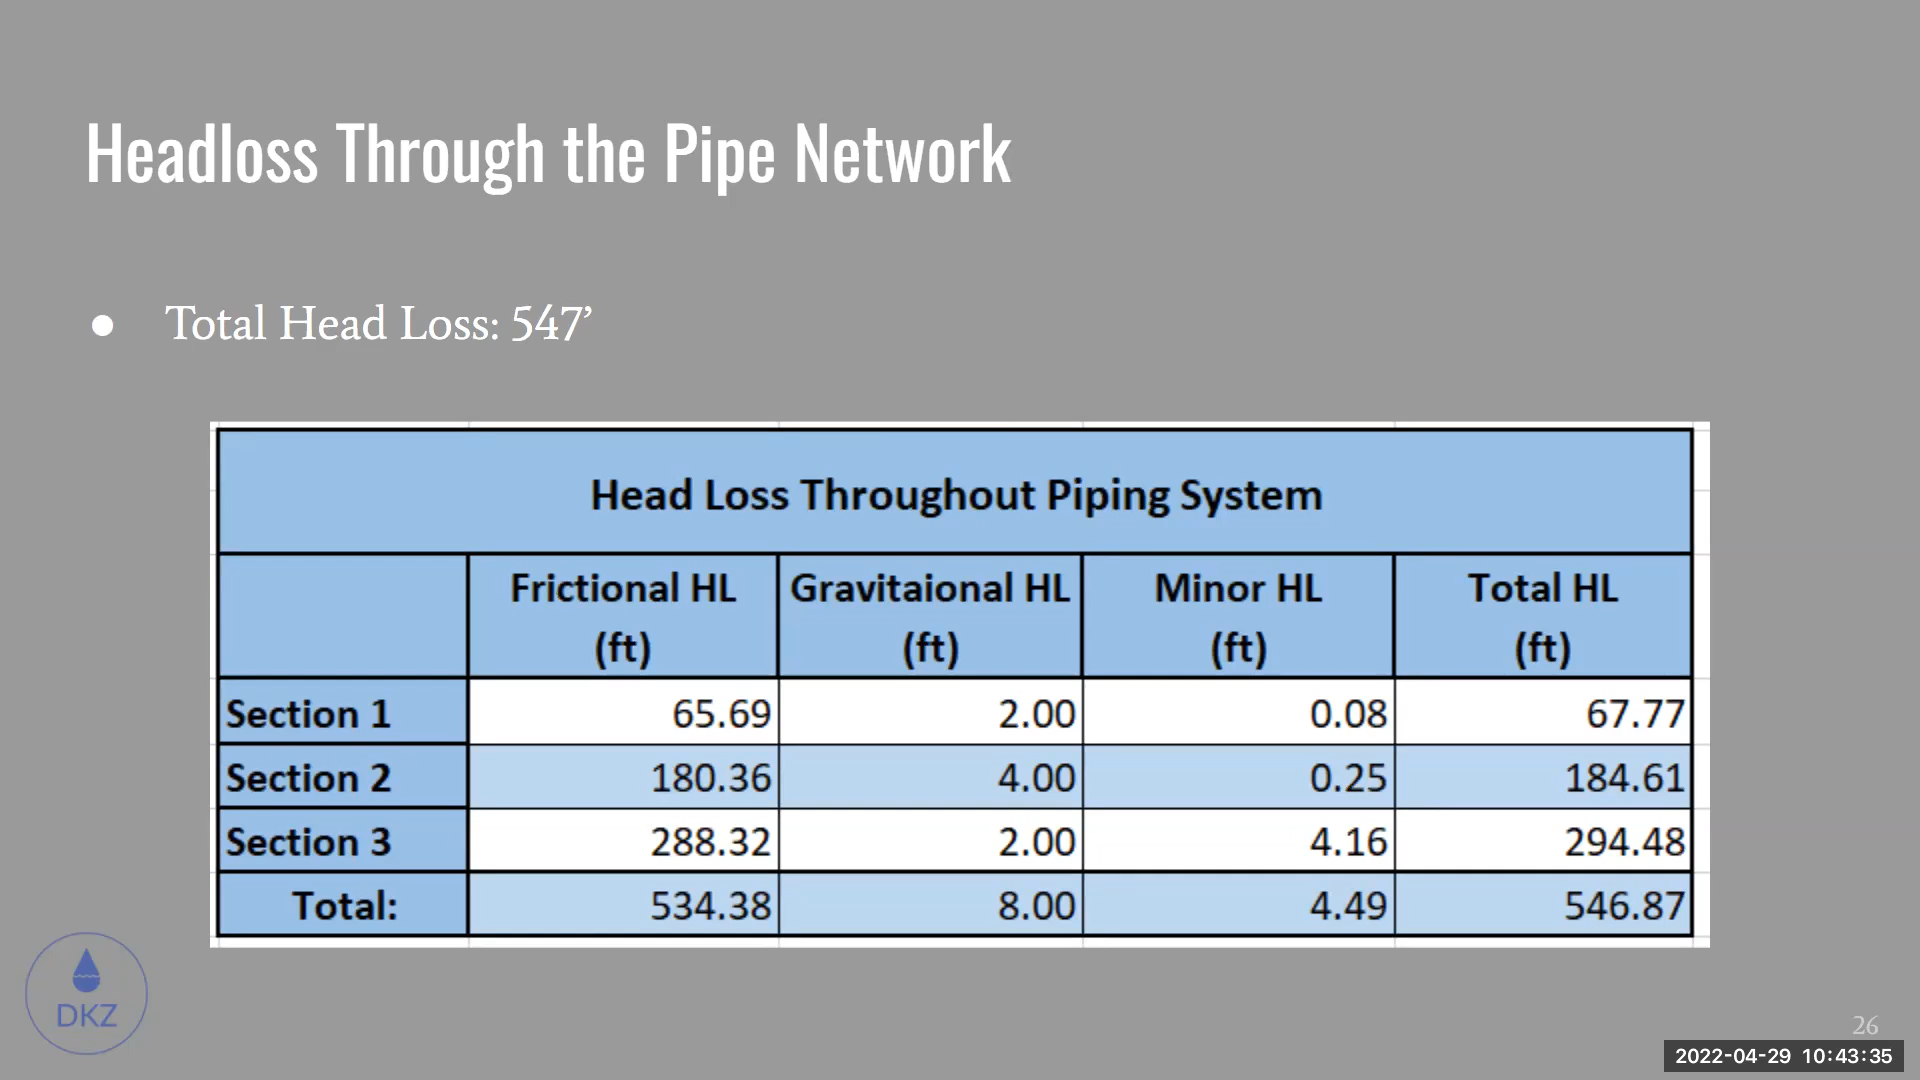 Headloss Through the Pipe Network
● Total Head Loss: 547’
Head Loss Throughout Piping System
Frictional HL (ft) Gravitaional HL (ft) Minor HL (ft) Total HL (ft)
Section 1 65.69 2.00 0.08 67.77
Section 2 180.36 4.00 0.25 184.61
Section 3 288.32 2.00 4.16 294.48
Total: 534.38 8.00 4.49 546.87
DKZ
26
2022-04-29 10:43:35